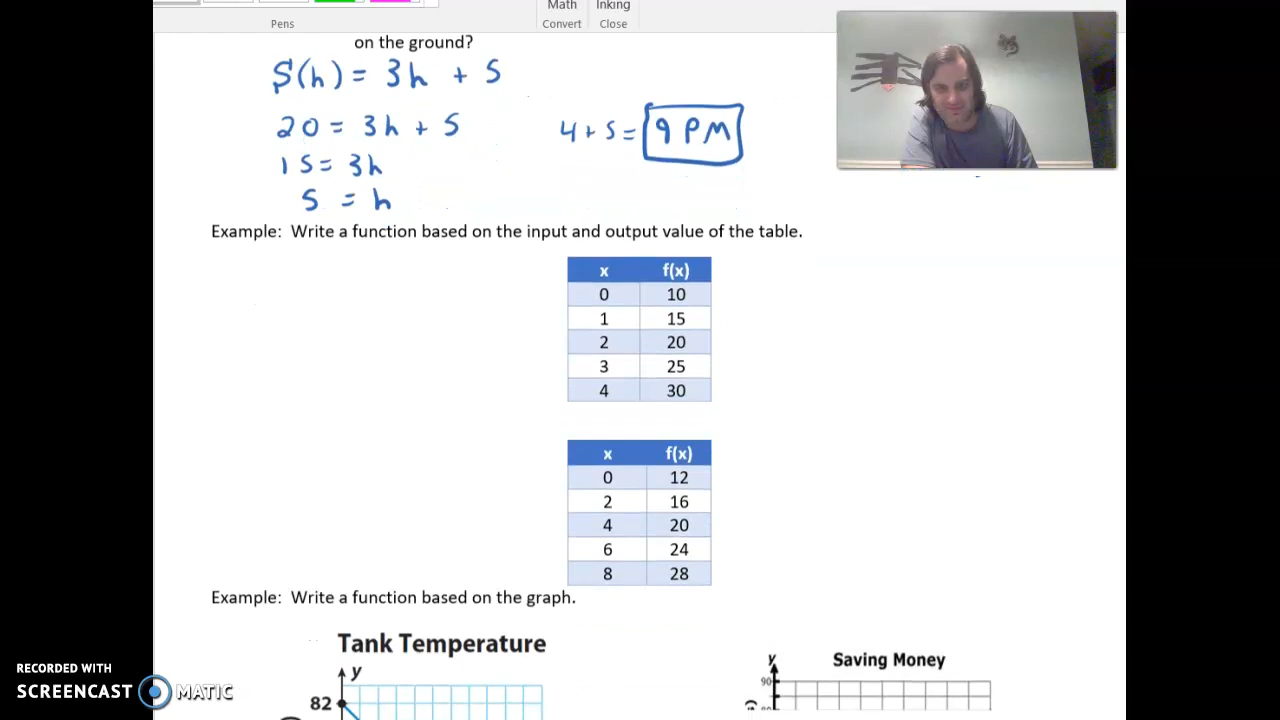 Math
Inking
Pens
Convert
Close
on the ground?
S(h) = 3h + 5
20 = 3h + 5
4 + 5 = 9 PM
15 = 3h
5 = h
Example: Write a function based on the input and output value of the table.
x f(x)
0 10
1 15
2 20
3 25
4 30
x f(x)
0 12
2 16
4 20
6 24
8 28
Example: Write a function based on the graph.
Tank Temperature
y
82
y
Saving Money
90
RECORDED WITH
SCREENCAST MATIC